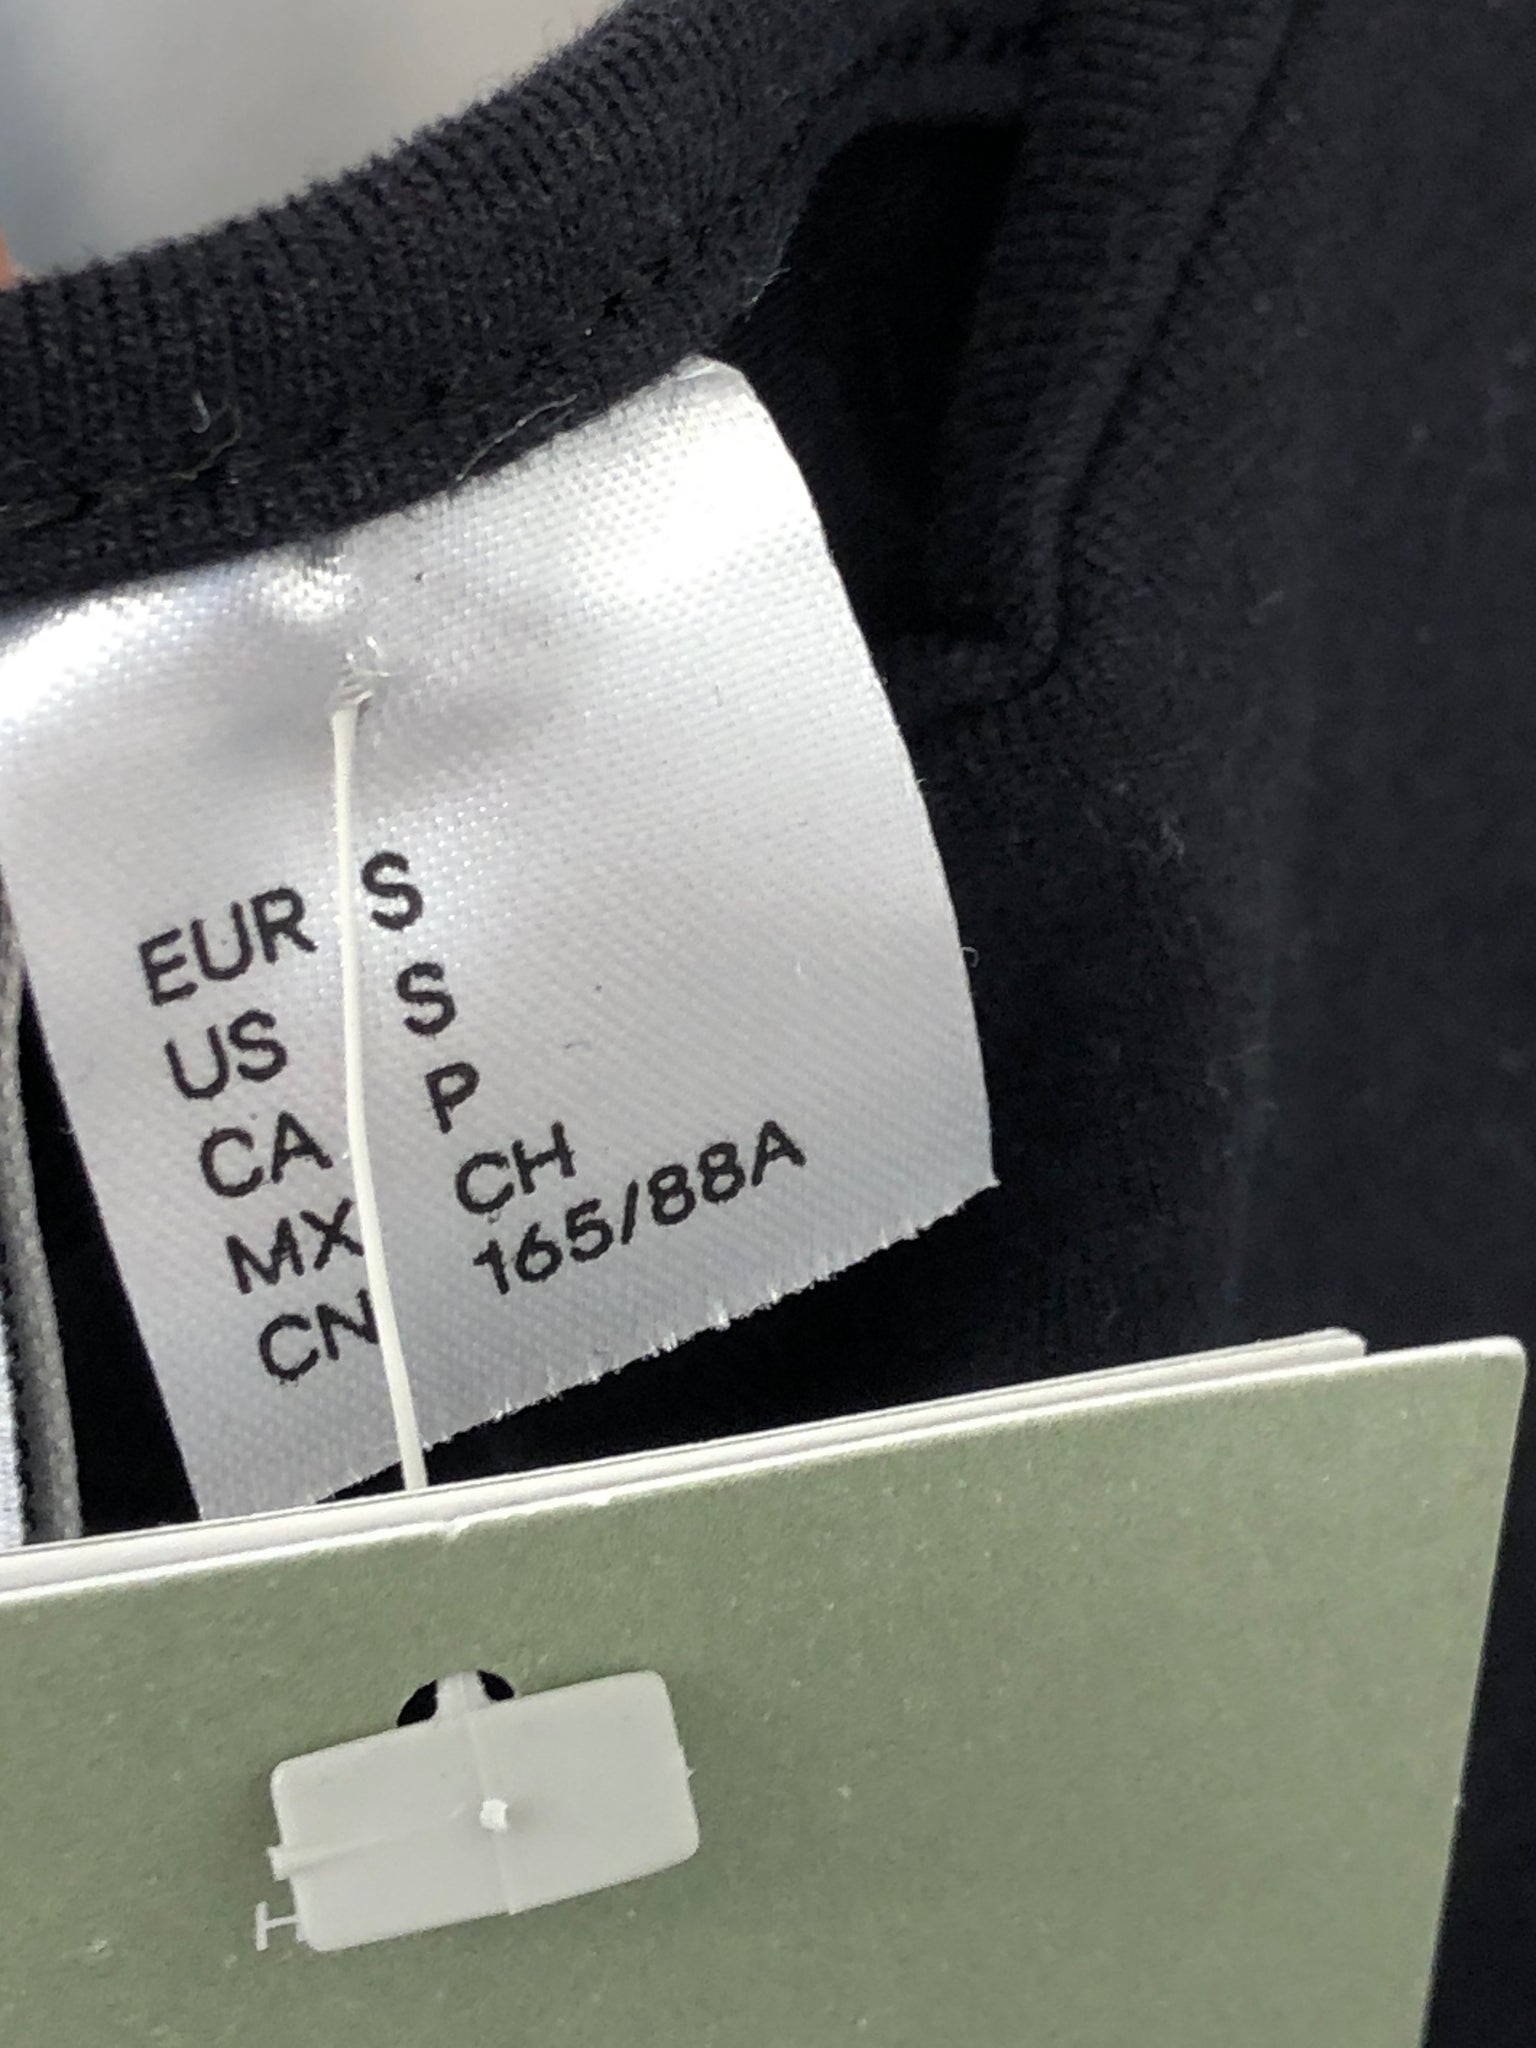 EUR S
US S
CA P
MX CH
CN 165/88A
H